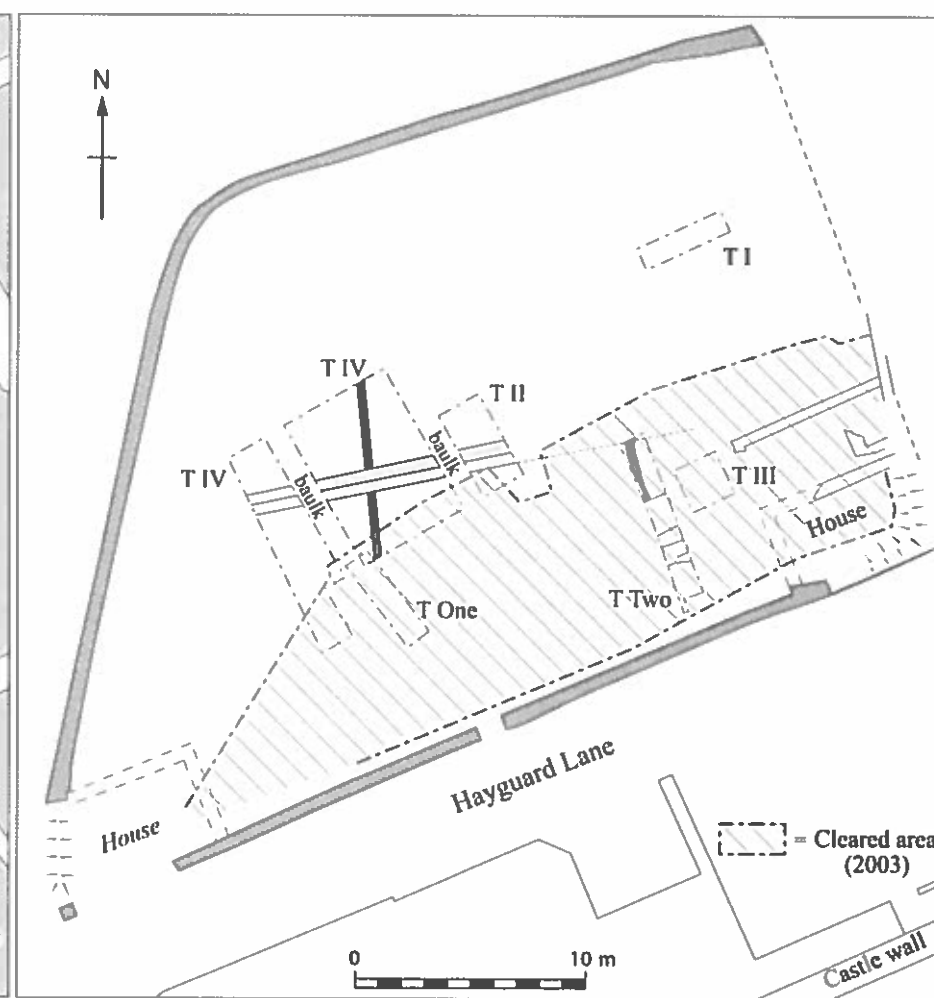 N
T I
T IV
T II
baulk
T IV
baulk
T III
House
T One
T Two
Hayguard Lane
House
= Cleared area
(2003)
0 10 m
Castle wall